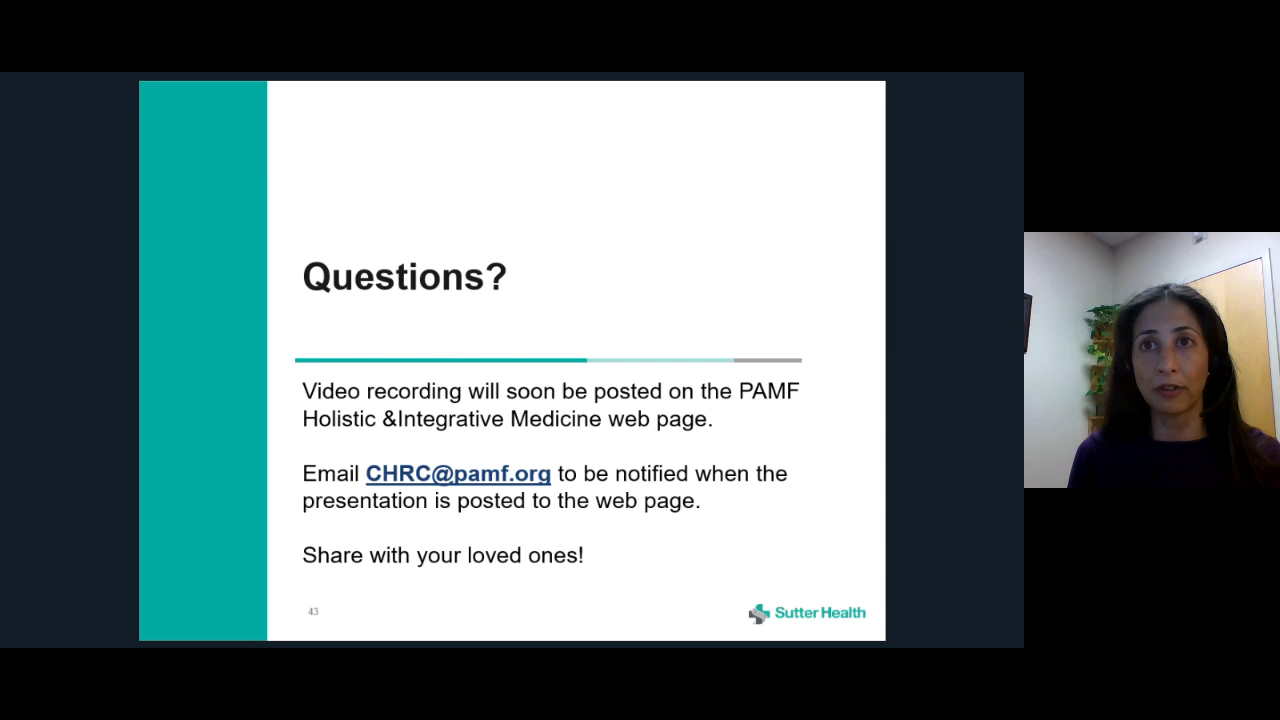 Questions?
Video recording will soon be posted on the PAMF
Holistic &Integrative Medicine web page.
Email CHRC@pamf.org to be notified when the
presentation is posted to the web page.
Share with your loved ones!
43
Sutter Health